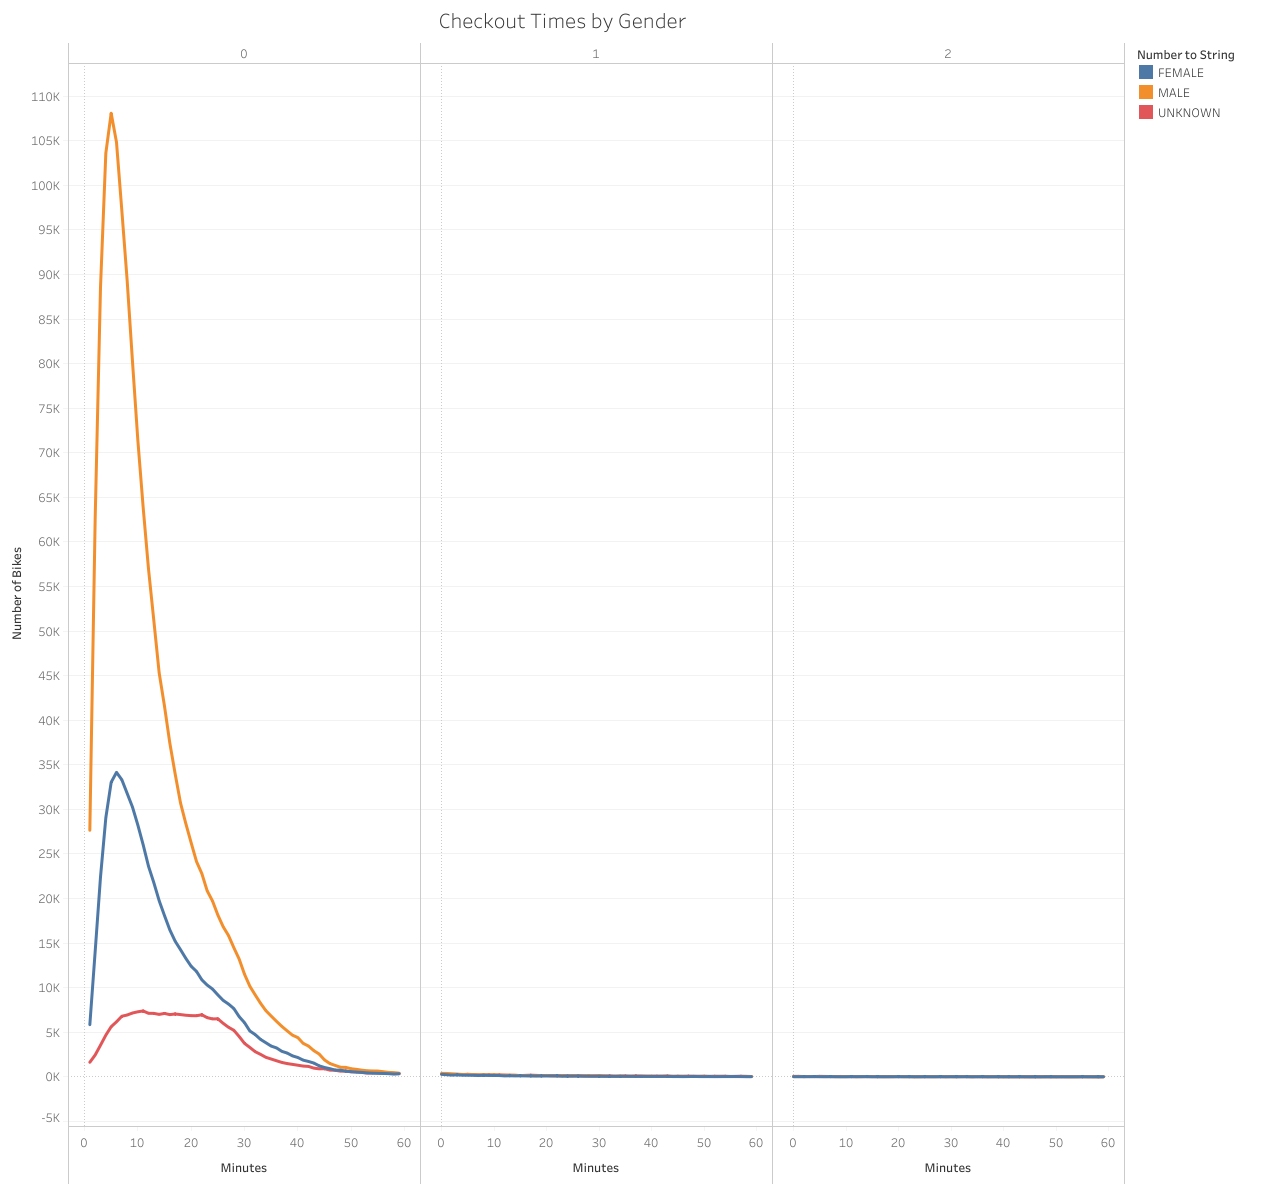 Checkout Times by Gender
0 1 2
Number to String
FEMALE
MALE
UNKNOWN
110K
105K
100K
95K
90K
85K
80K
75K
70K
65K
60K
55K
50K
45K
40K
35K
30K
25K
20K
15K
10K
5K
0K
-5K
Number of Bikes
0 10 20 30 40 50 60 0 10 20 30 40 50 60 0 10 20 30 40 50 60
Minutes Minutes Minutes